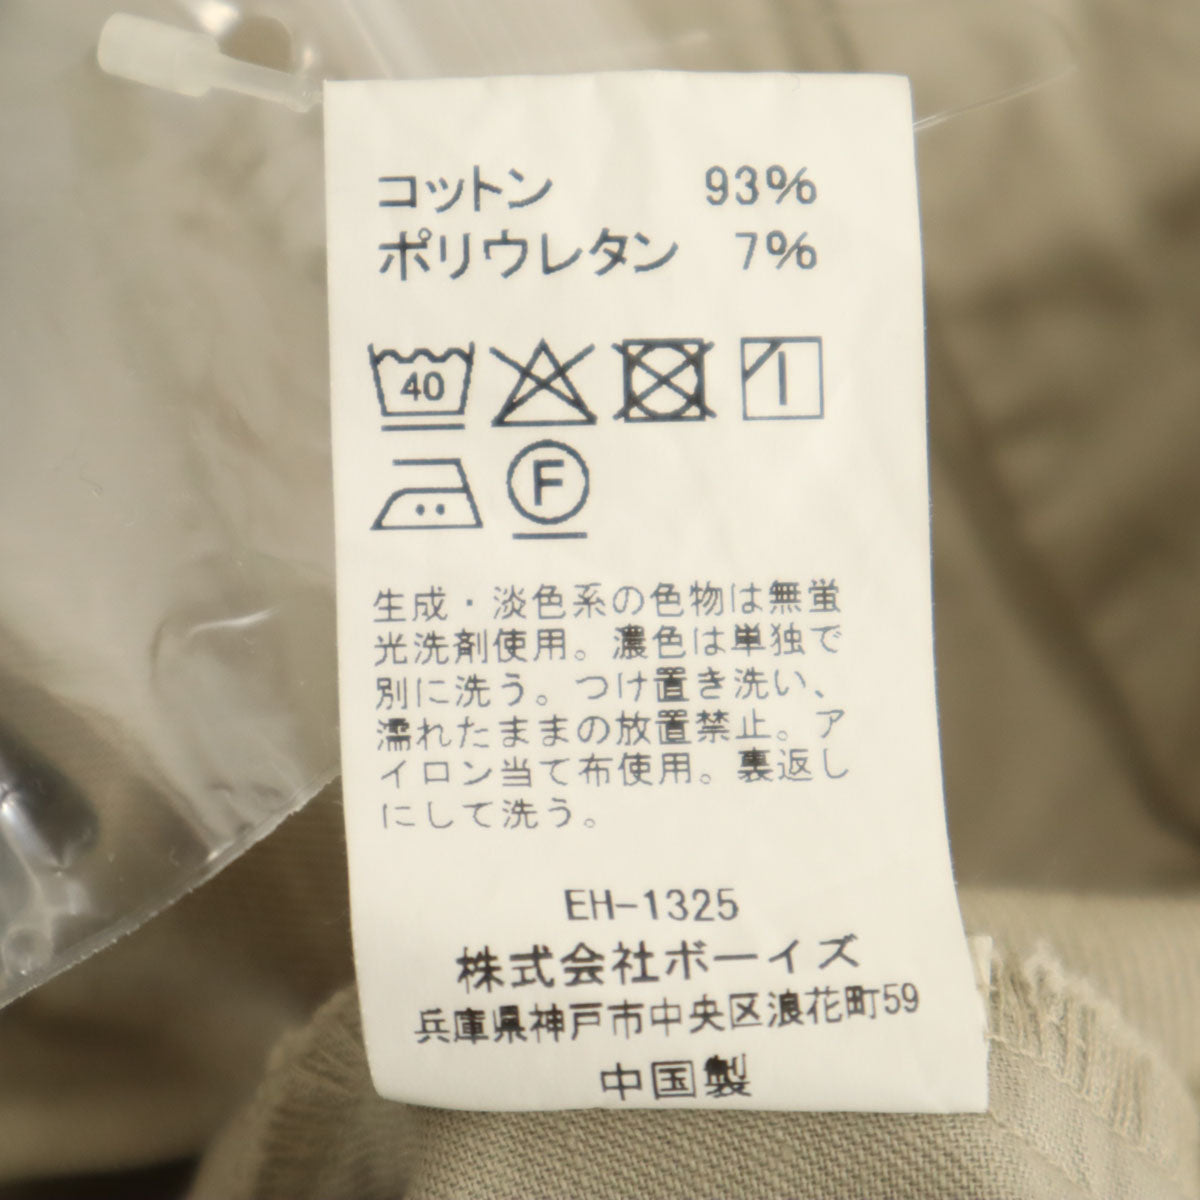 コットン 93%
ポリウレタン 7%
40
F
生成・淡色系の色物は無蛍
光洗剤使用。濃色は単独で
別に洗う。つけ置き洗い、
濡れたままの放置禁止。ア
イロン当て布使用。裏返し
にして洗う。
EH-1325
株式会社ボーイズ
兵庫県神戸市中央区浪花町59
中国製